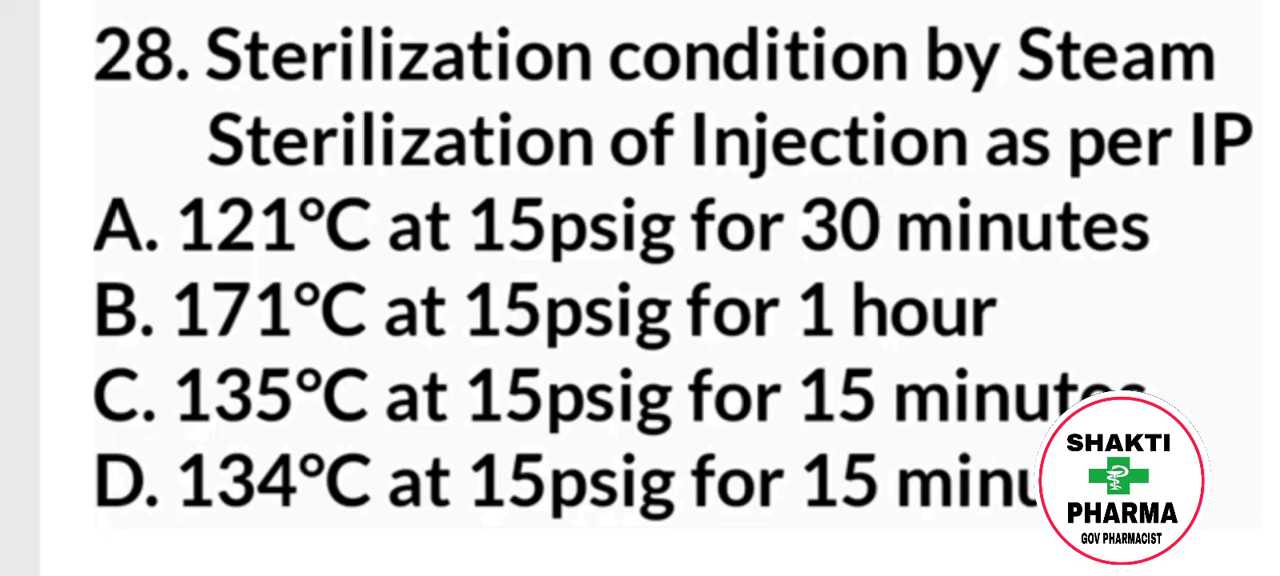 28. Sterilization condition by Steam
Sterilization of Injection as per IP
A. 121°C at 15psig for 30 minutes
B. 171°C at 15psig for 1 hour
C. 135°C at 15psig for 15 minutes
D. 134°C at 15psig for 15
SHAKTI
PHARMA
GOV PHARMACIST